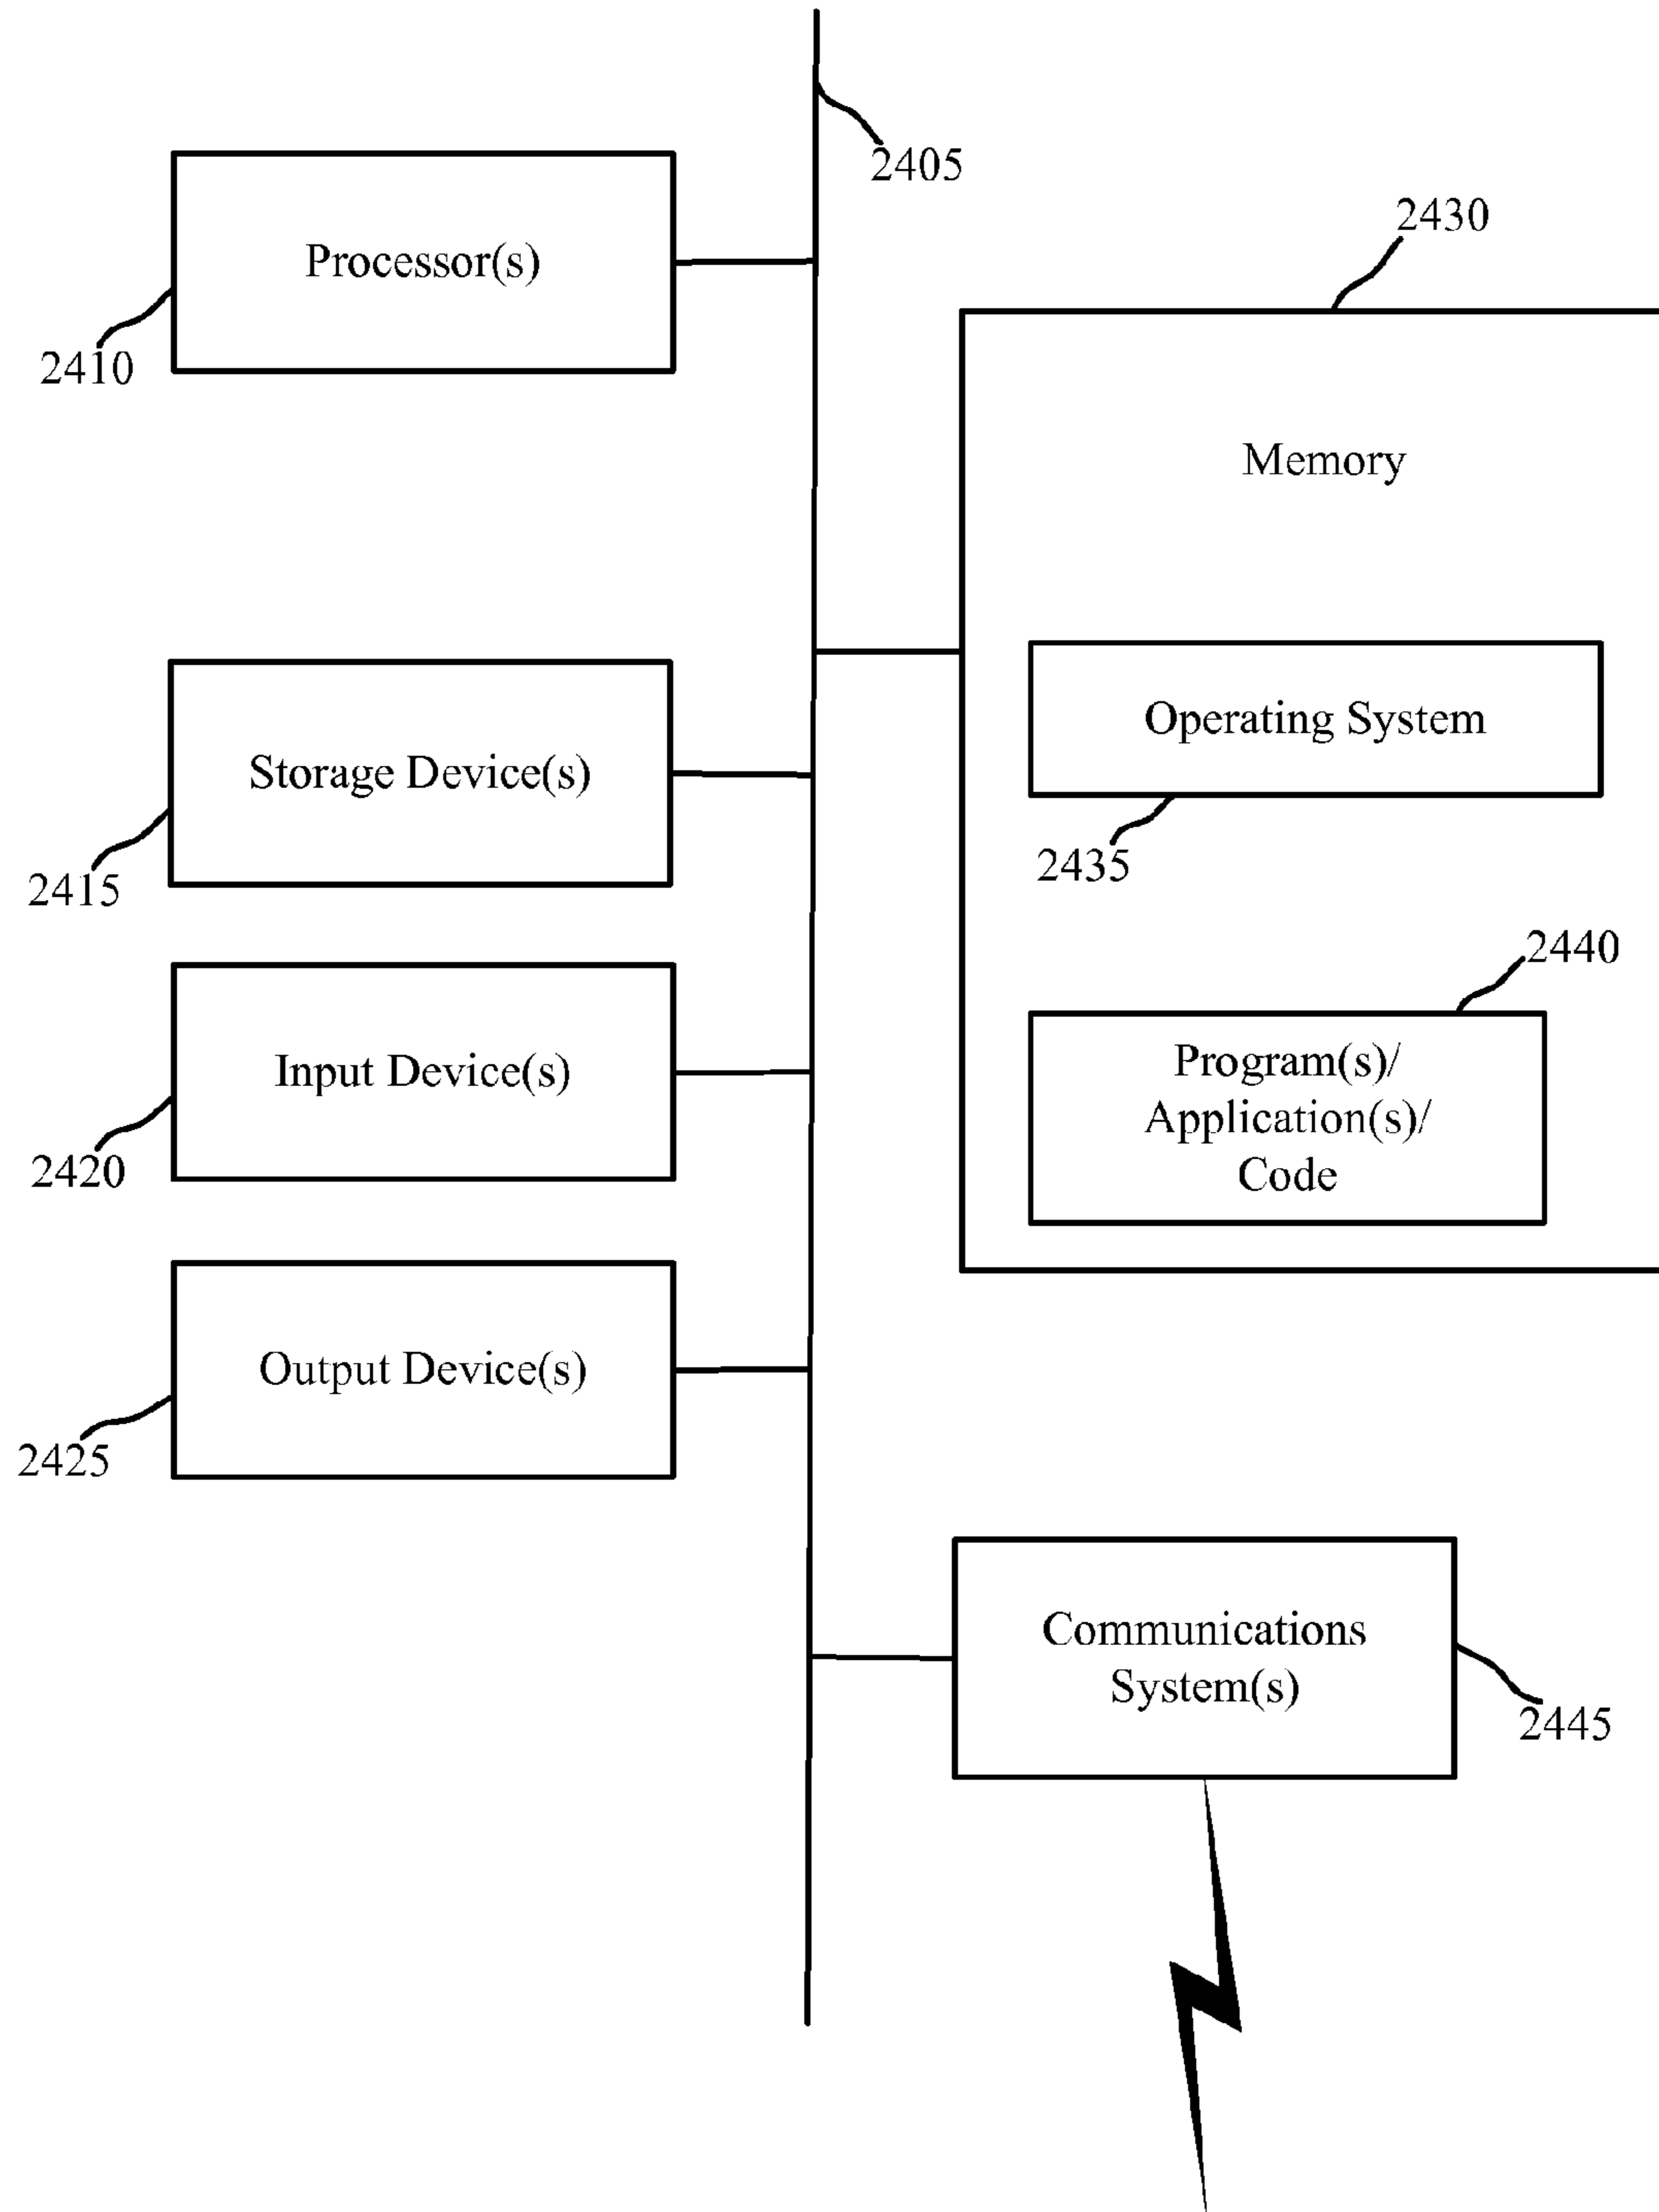 2405
Processor(s)
2410
2430
Memory
Storage Device(s)
2415
Operating System
2435
Input Device(s)
2420
2440
Program(s)/
Application(s)/
Code
Output Device(s)
2425
Communications
System(s)
2445